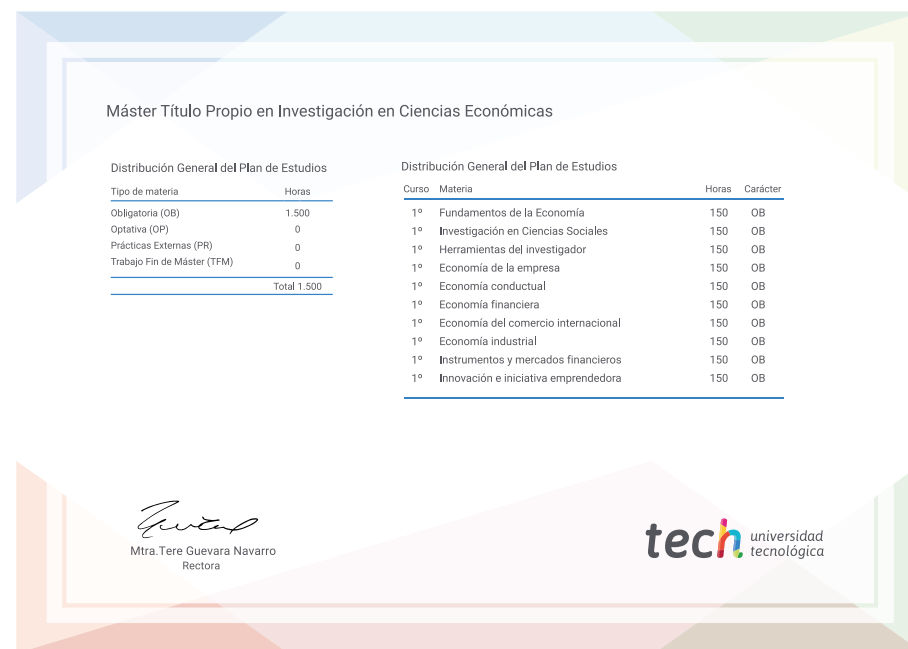 Máster Título Propio en Investigación en Ciencias Económicas
Distribución General del Plan de Estudios
Tipo de materia Horas
Obligatoria (OB) 1.500
Optativa (OP) 0
Prácticas Externas (PR) 0
Trabajo Fin de Máster (TFM) 0
Total 1.500
Distribución General del Plan de Estudios
Curso Materia Horas Carácter
1º Fundamentos de la Economía 150 OB
1º Investigación en Ciencias Sociales 150 OB
1º Herramientas del investigador 150 OB
1º Economía de la empresa 150 OB
1º Economía conductual 150 OB
1º Economía financiera 150 OB
1º Economía del comercio internacional 150 OB
1º Economía industrial 150 OB
1º Instrumentos y mercados financieros 150 OB
1º Innovación e iniciativa emprendedora 150 OB
Mtra.Tere Guevara Navarro
Rectora
tech universidad
tecnológica